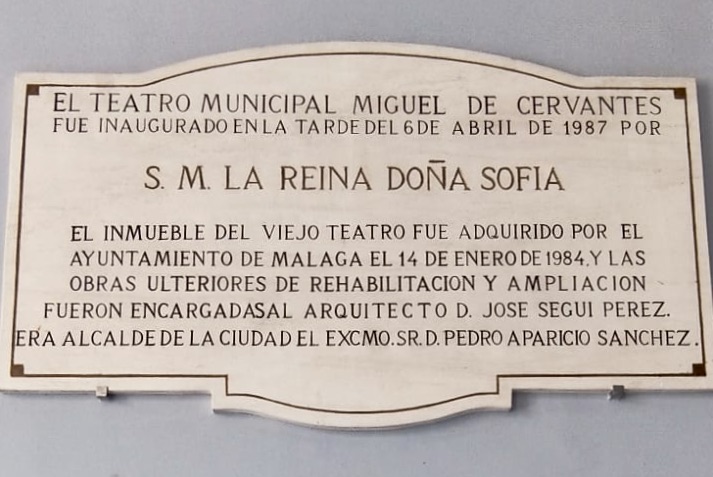 EL TEATRO MUNICIPAL MIGUEL DE CERVANTES
FUE INAUGURADO EN LA TARDE DEL 6 DE ABRIL DE 1987 POR
S. M. LA REINA DOÑA SOFIA
EL INMUEBLE DEL VIEJO TEATRO FUE ADQUIRIDO POR EL
AYUNTAMIENTO DE MALAGA EL 14 DE ENERO DE 1984, Y LAS
OBRAS ULTERIORES DE REHABILITACION Y AMPLIACION
FUERON ENCARGADAS AL ARQUITECTO D. JOSE SEGUI PEREZ.
ERA ALCALDE DE LA CIUDAD EL EXCMO. SR. D. PEDRO APARICIO SANCHEZ.